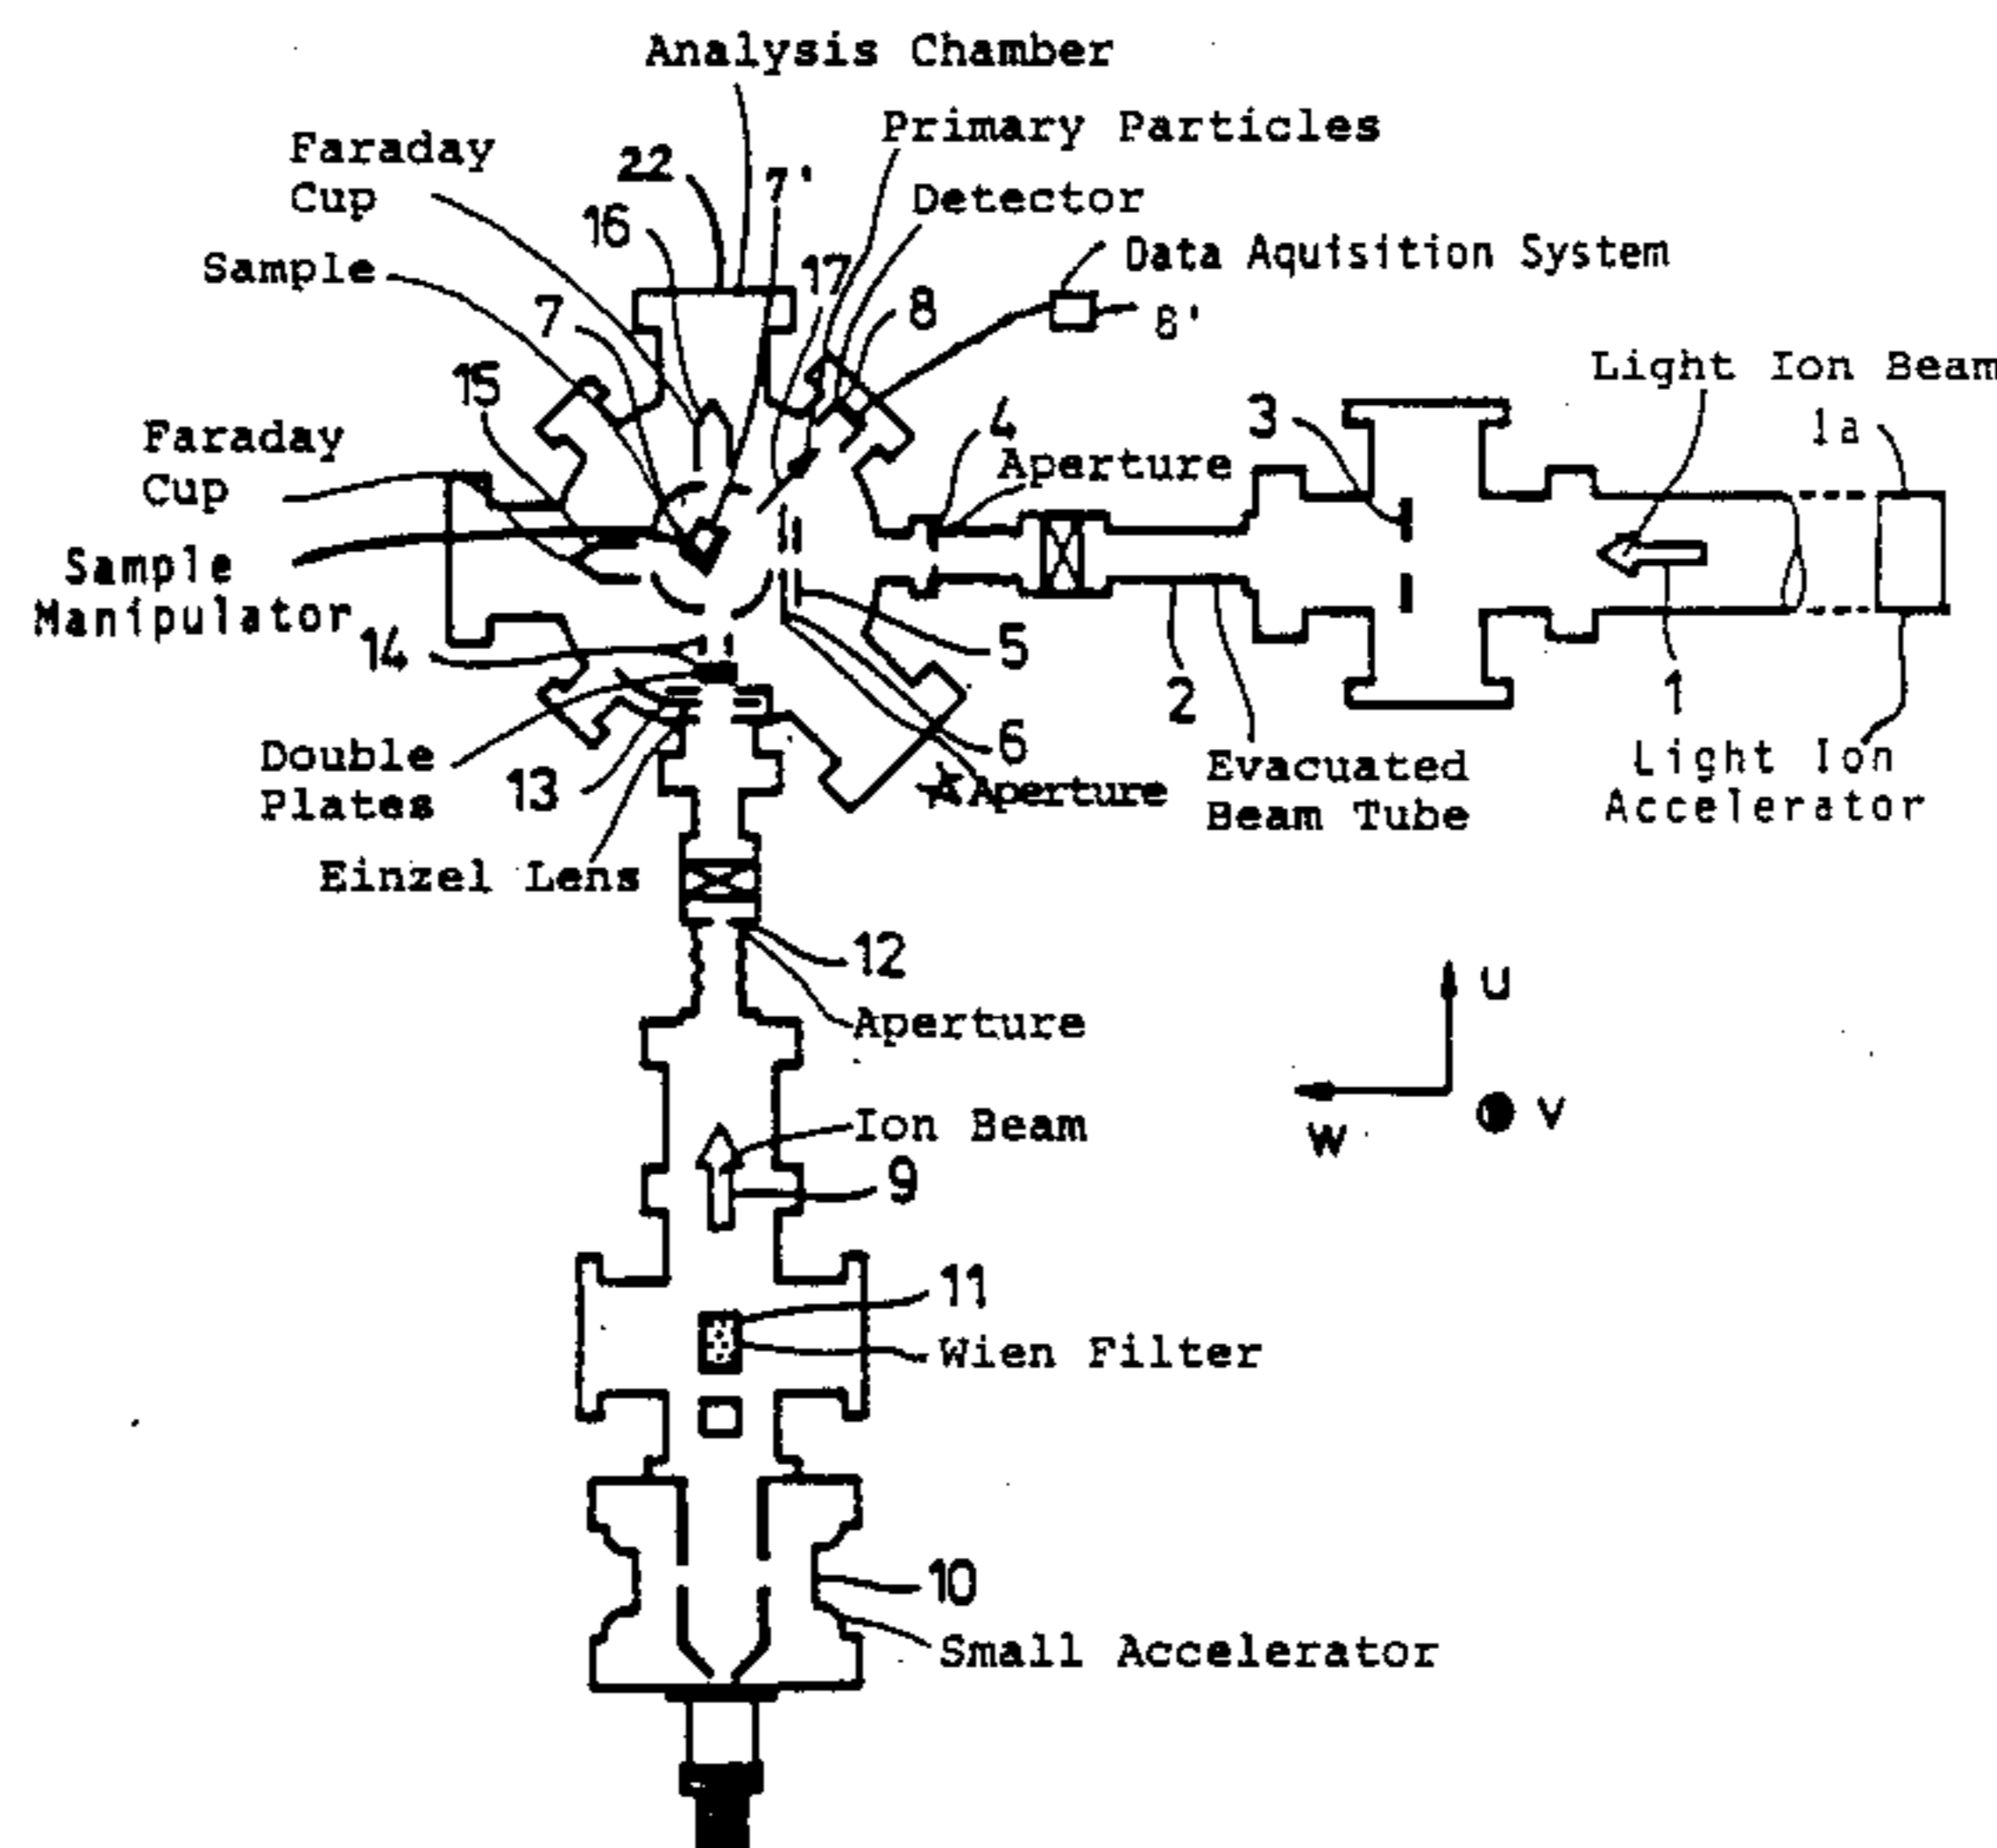 Analysis Chamber
Primary Particles
Faraday
Cup
22
7'
Detector
16
Sample
17
Data Aquisition System
7
8
8'
15
Light Ion Beam
3
4
1a
Faraday
Cup
Aperture
Sample
Manipulator
14
5
2
1
6
Double
Plates
13
Aperture
Evacuated
Beam Tube
Light Ion
Accelerator
Einzel Lens
12
Aperture
U
W
V
Ion Beam
9
11
Wien Filter
10
Small Accelerator